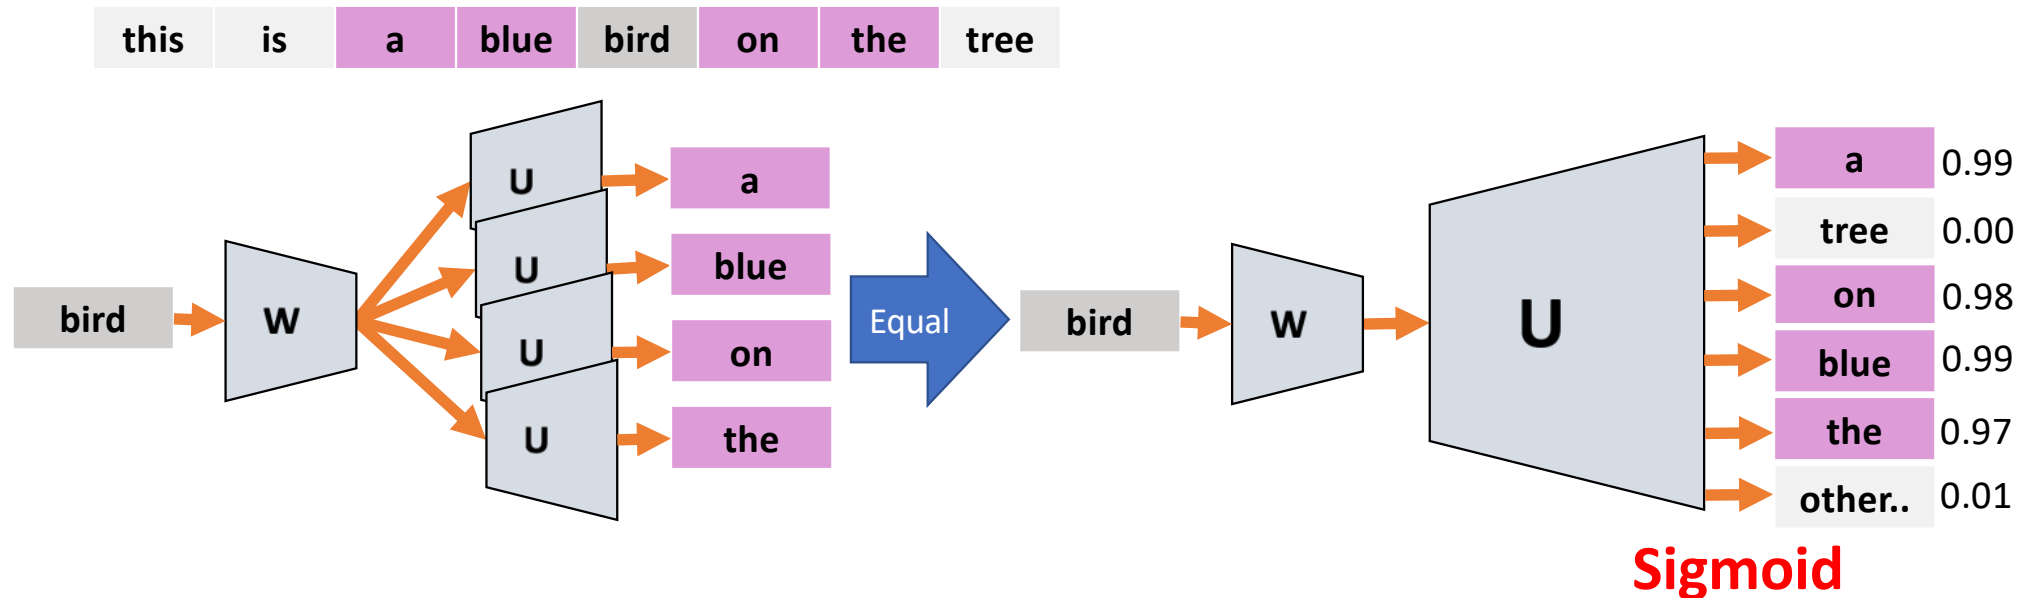 this is a blue bird on the tree
bird
W
U
U
U
U
a
blue
on
the
Equal
bird
W
U
a 0.99
tree 0.00
on 0.98
blue 0.99
the 0.97
other.. 0.01
Sigmoid